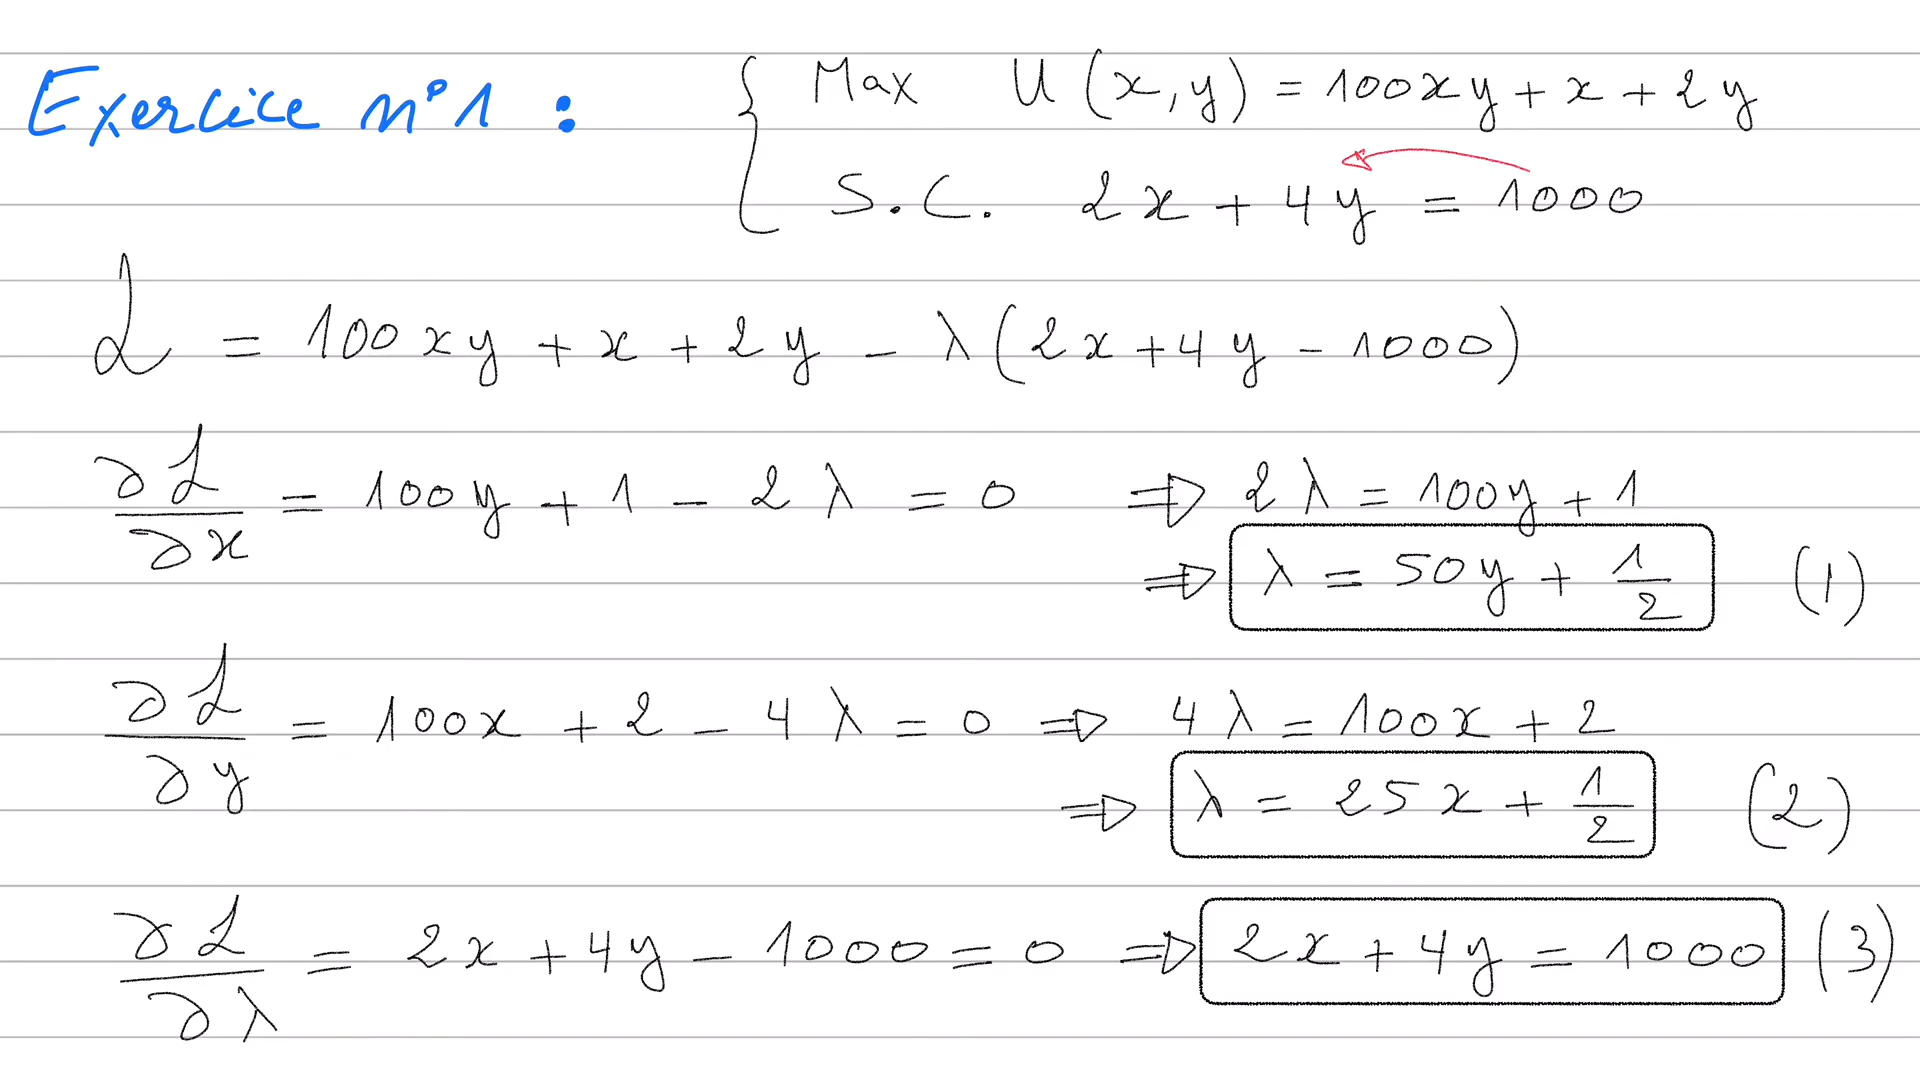 Exercice n°1 :
Max U(x,y) = 100xy + x + 2y
S.C. 2x + 4y = 1000
ℒ = 100xy + x + 2y - λ(2x + 4y - 1000)
∂ℒ/∂x = 100y + 1 - 2λ = 0 ⇒ 2λ = 100y + 1
⇒ λ = 50y + 1/2 (1)
∂ℒ/∂y = 100x + 2 - 4λ = 0 ⇒ 4λ = 100x + 2
⇒ λ = 25x + 1/2 (2)
∂ℒ/∂λ = 2x + 4y - 1000 = 0 ⇒ 2x + 4y = 1000 (3)